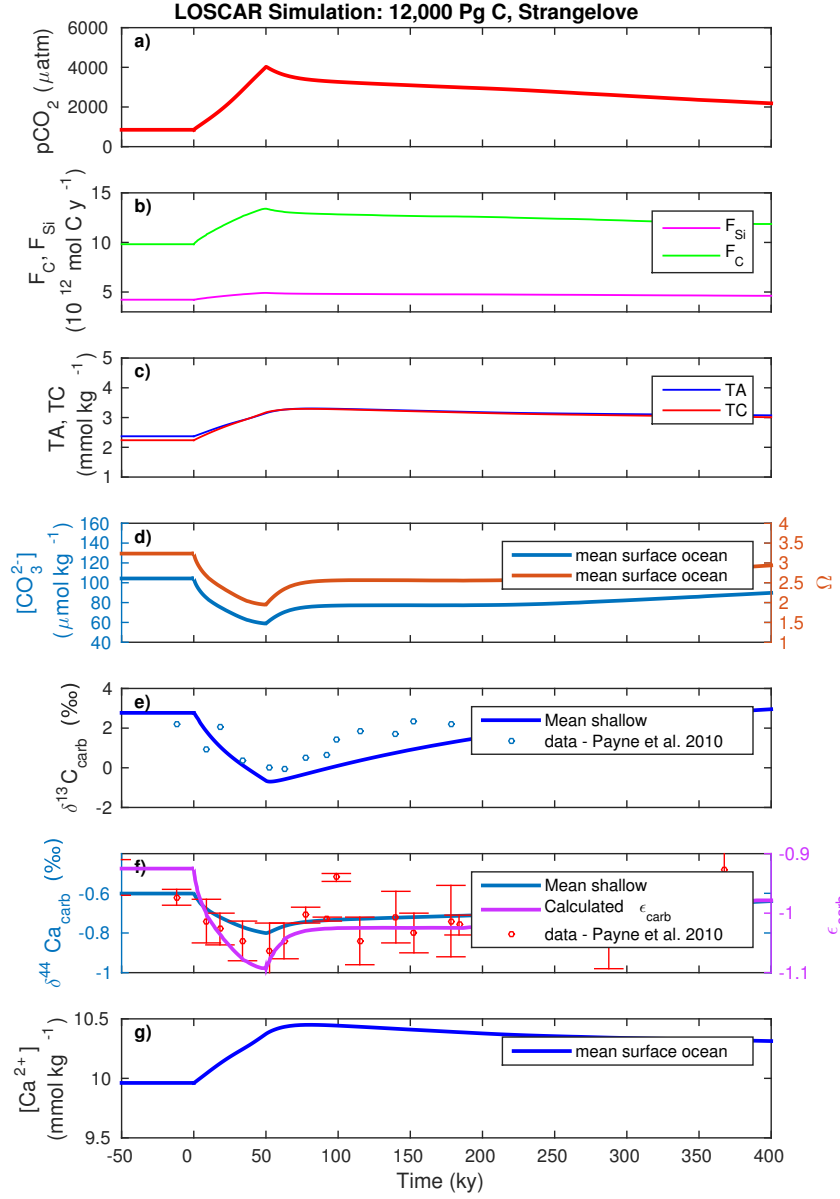 LOSCAR Simulation: 12,000 Pg C, Strangelove
a)
pCO2 (μatm)
6000
4000
2000
0
b)
FC, FSi
(10 12 mol C y -1)
15
10
5
FSi
FC
c)
TA, TC
(mmol kg -1)
5
4
3
2
1
TA
TC
d)
[CO3 2-]
(μmol kg -1)
160
140
120
100
80
60
40
mean surface ocean
mean surface ocean
4
3.5
3
2.5
2
1.5
1
Ω
e)
δ13Ccarb (‰)
4
2
0
-2
Mean shallow
data - Payne et al. 2010
f)
δ44 Cacarb (‰)
-0.6
-0.8
-1
Mean shallow
Calculated ϵcarb
data - Payne et al. 2010
-0.9
-1
-1.1
ϵcarb
g)
[Ca 2+]
(mmol kg -1)
10.5
10
9.5
mean surface ocean
-50 0 50 100 150 200 250 300 350 400
Time (ky)